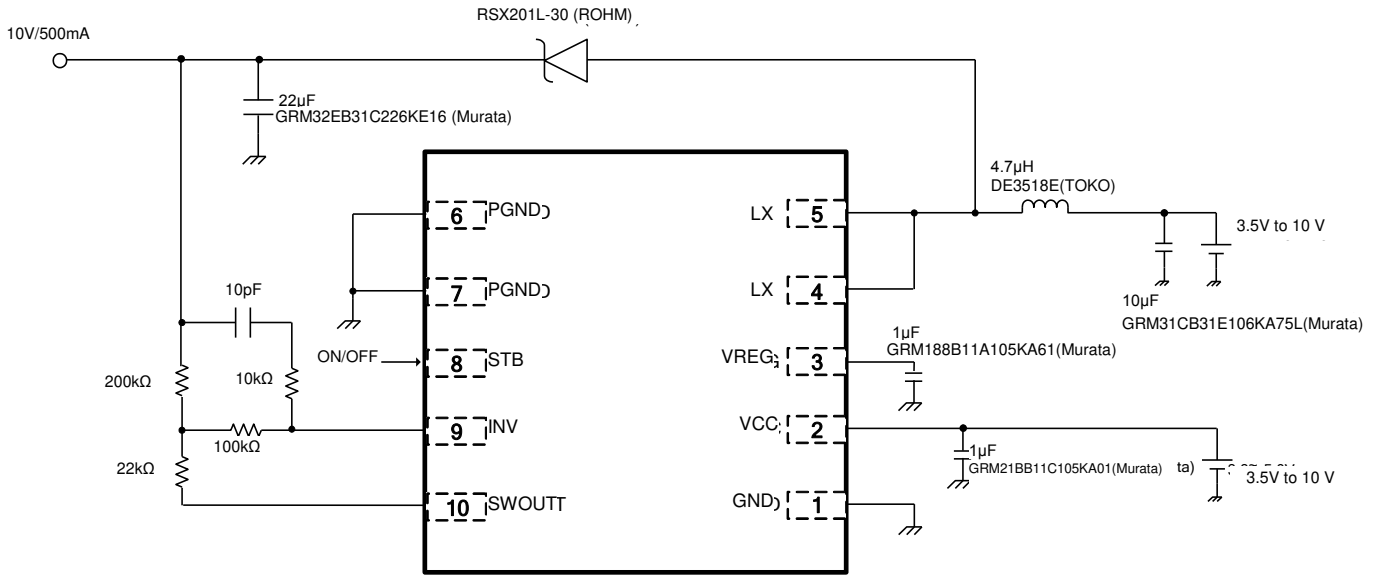 RSX201L-30 (ROHM)
10V/500mA
22µF
GRM32EB31C226KE16 (Murata)
4.7µH
DE3518E(TOKO)
6 PGND
LX 5
3.5V to 10 V
7 PGND
LX 4
10pF
10µF
GRM31CB31E106KA75L(Murata)
1µF
GRM188B11A105KA61(Murata)
ON/OFF
8 STB
VREG 3
200kΩ
10kΩ
9 INV
VCC 2
100kΩ
22kΩ
1µF
GRM21BB11C105KA01(Murata) ta)
3.5V to 10 V
10 SWOUTT
GND 1